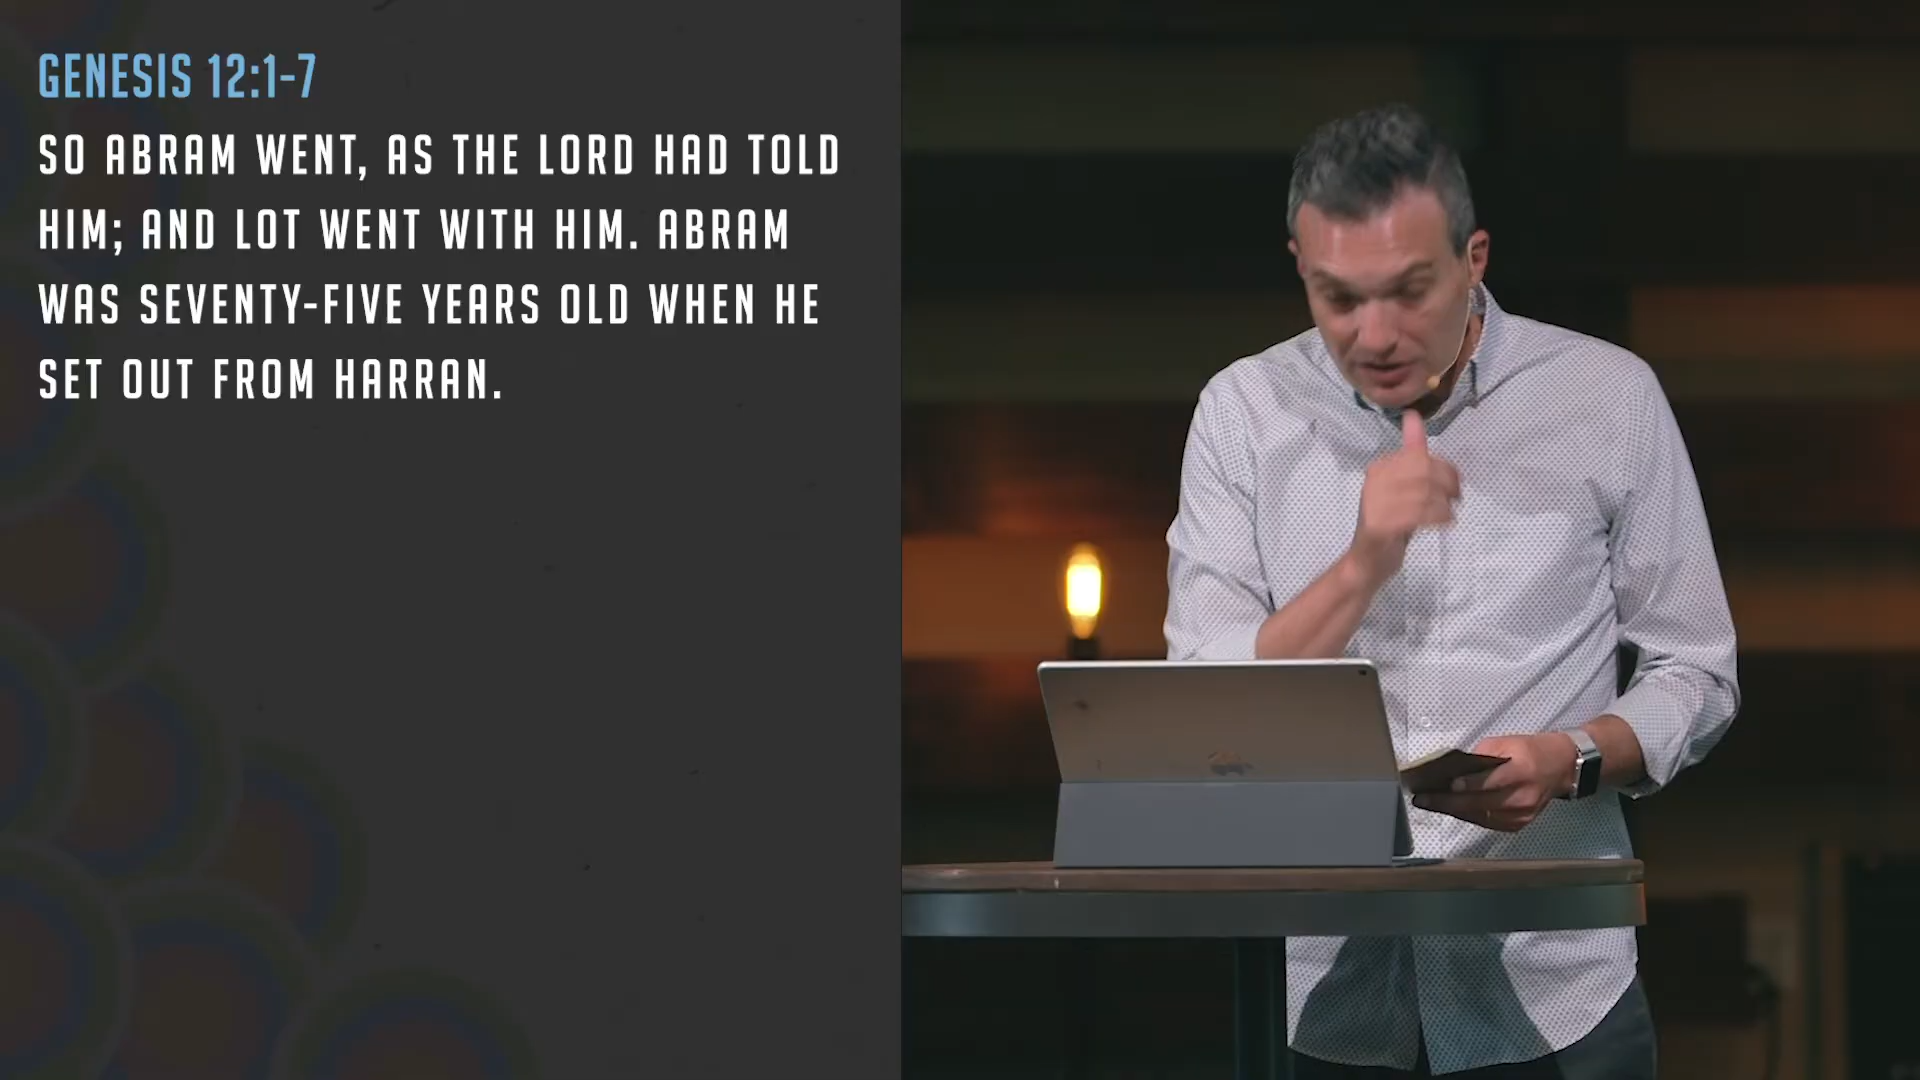 GENESIS 12:1-7
SO ABRAM WENT, AS THE LORD HAD TOLD
HIM; AND LOT WENT WITH HIM. ABRAM
WAS SEVENTY-FIVE YEARS OLD WHEN HE
SET OUT FROM HARRAN.